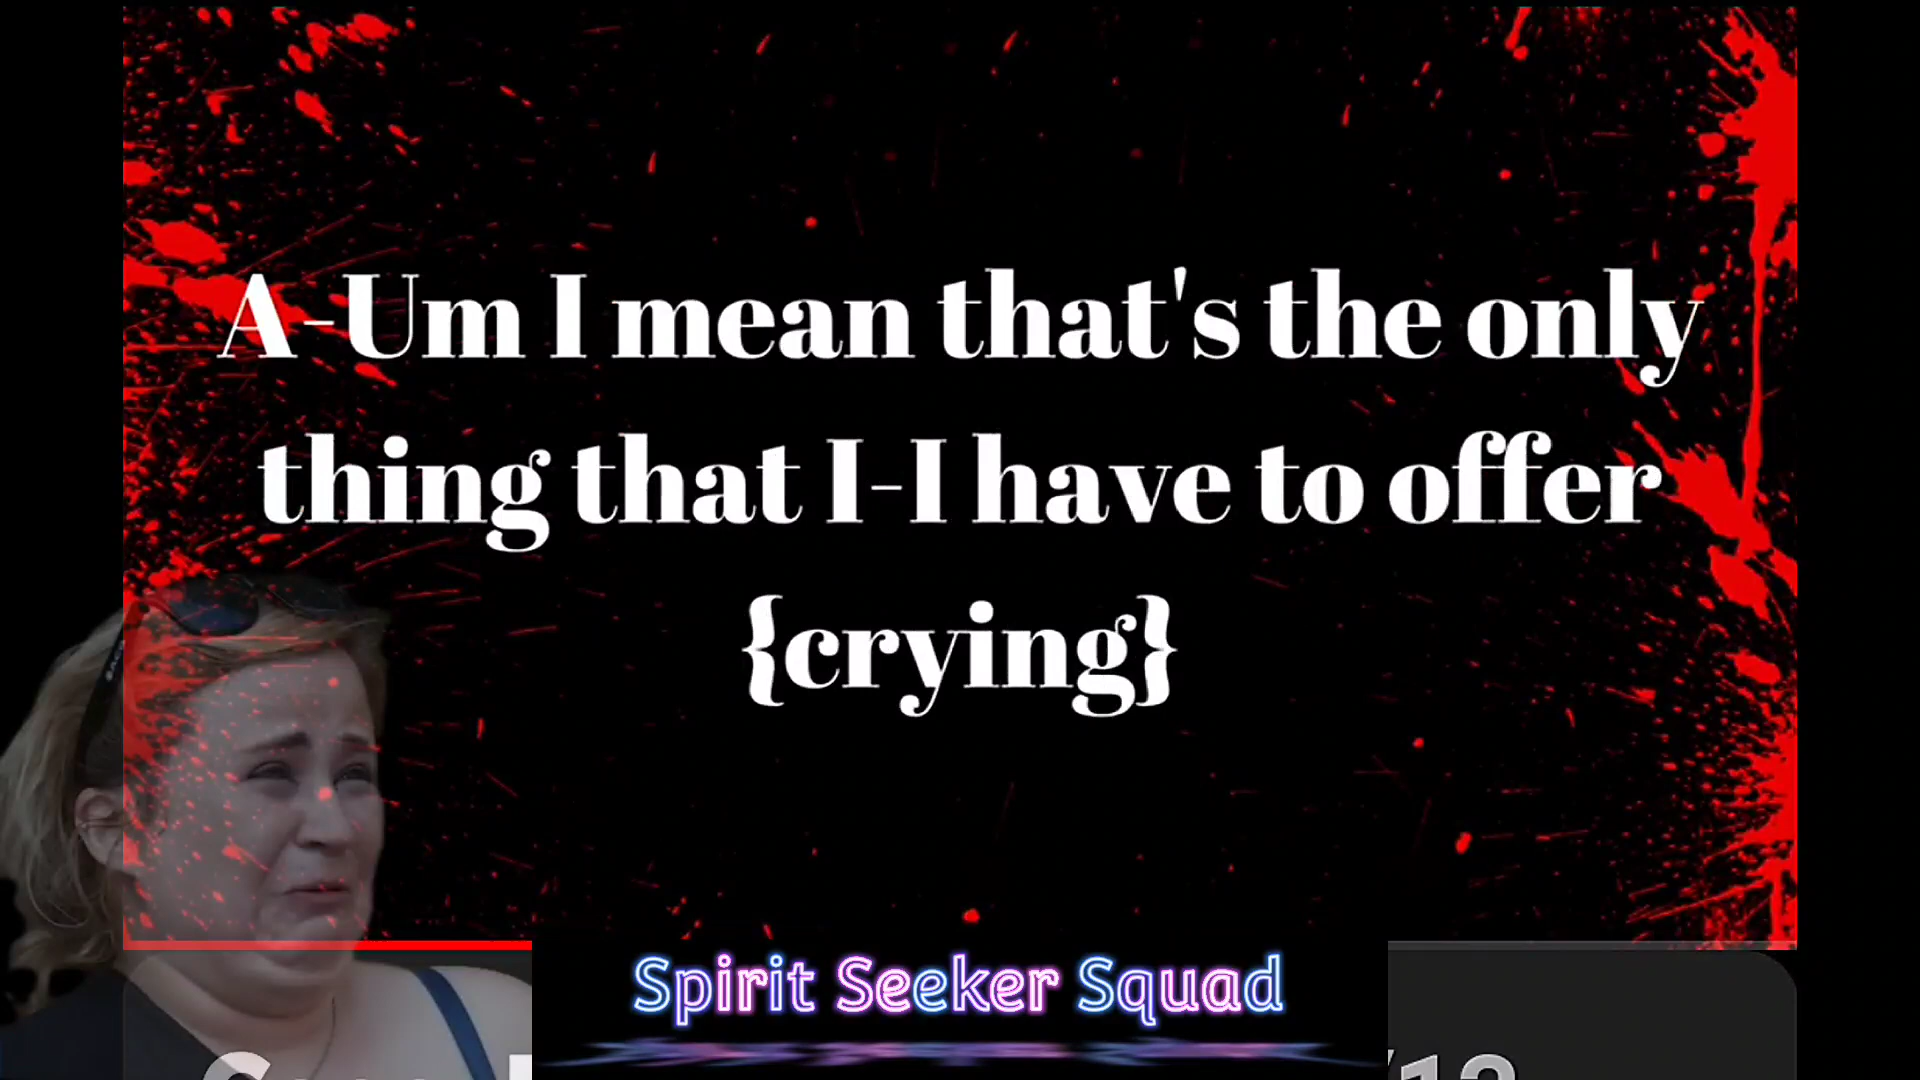 A-Um I mean that's the only
thing that I-I have to offer
{crying}
Spirit Seeker Squad